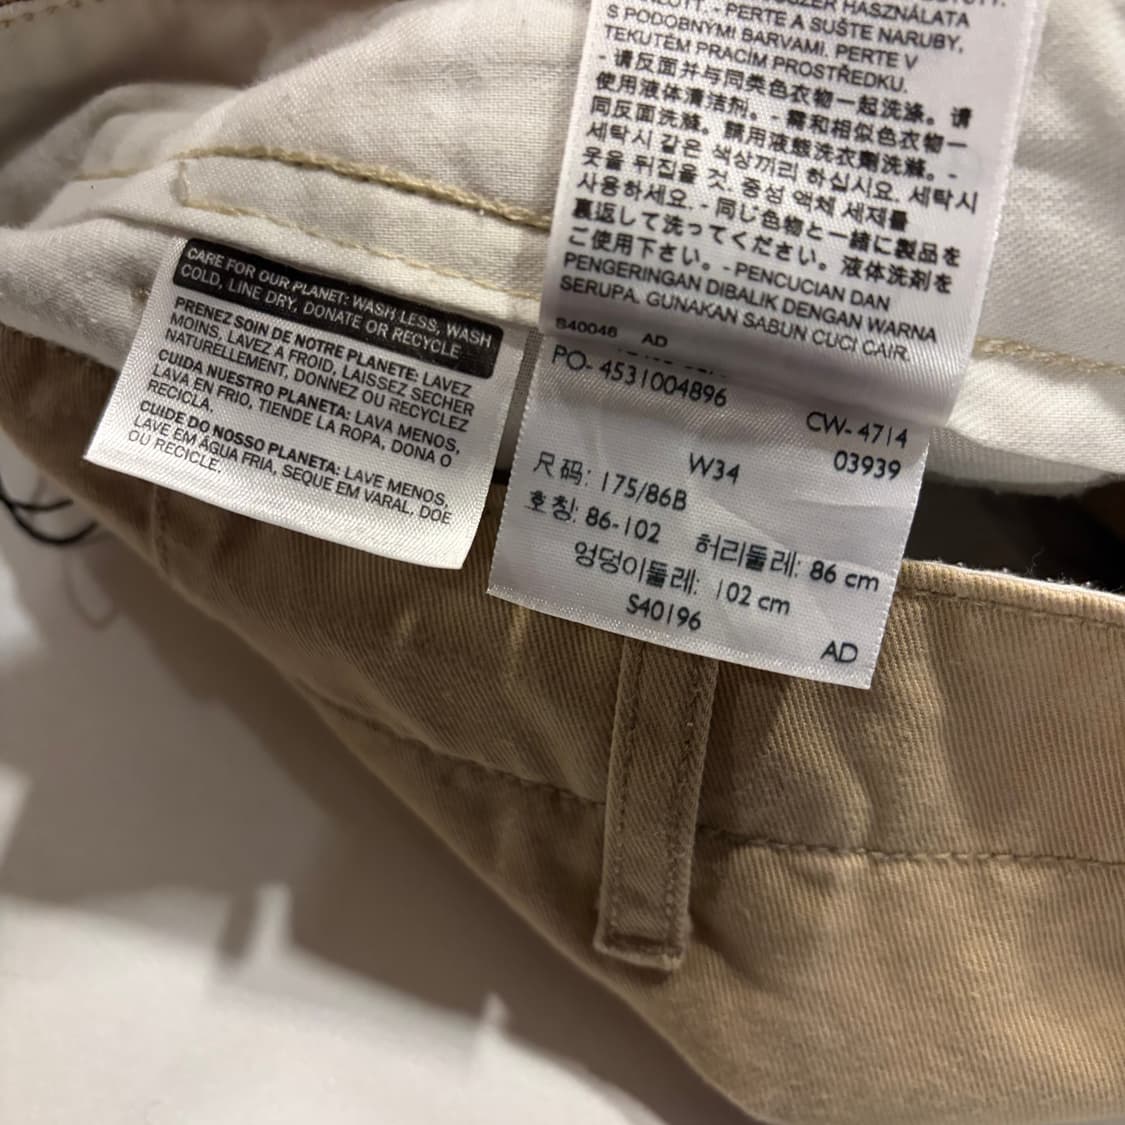 CARE FOR OUR PLANET: WASH LESS, WASH
COLD, LINE DRY, DONATE OR RECYCLE
PRENEZ SOIN DE NOTRE PLANETE: LAVEZ
MOINS, LAVEZ À FROID, LAISSEZ SECHER
NATURELLEMENT, DONNEZ OU RECYCLEZ
CUIDA NUESTRO PLANETA: LAVA MENOS,
LAVA EN FRIO, TIENDE LA ROPA, DONA O
RECICLA.
CUIDE DO NOSSO PLANETA: LAVE MENOS,
LAVE EM ÁGUA FRIA, SEQUE EM VARAL, DOE
OU RECICLE.
HASZNÁLATA
S PODOBNÝMI BARVAMI. PERTE V
- PERTE A SUŠTE NARUBY,
TEKUTÉM PRACÍM PROSTŘEDKU.
- 请反面并与同类色衣物一起洗涤。请
使用液体清洁剂。- 需和相似色衣物一
同反面洗滌。請用液態洗衣劑洗滌。-
세탁시 같은 색상끼리 하십시요. 세탁시
옷을 뒤집을 것. 중성 액체 세제를
사용하세요. - 同じ色物と一緒に製品を
裏返して洗ってください。液体洗剤を
ご使用下さい。- PENCUCIAN DAN
PENGERINGAN DIBALIK DENGAN WARNA
SERUPA. GUNAKAN SABUN CUCI CAIR.
B40046 AD
PO- 4531004896
CW- 4714
W34 03939
尺码: 175/86B
호칭: 86-102 허리둘레: 86 cm
엉덩이둘레: 102 cm
S40196
AD